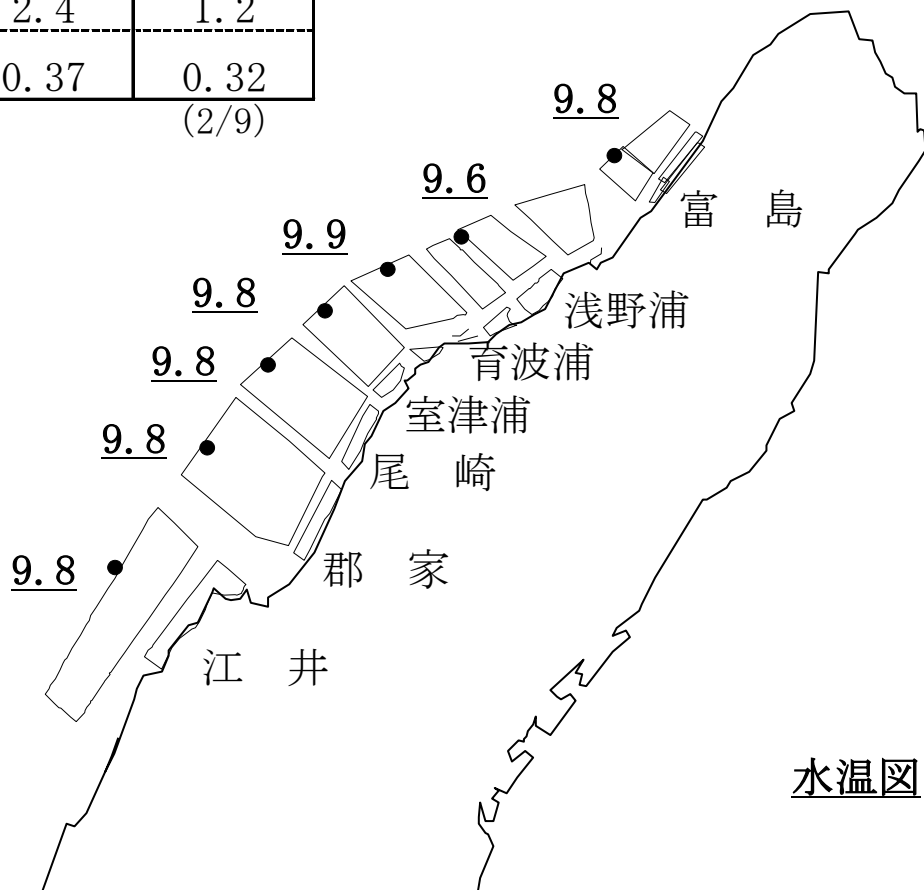 2.4 1.2
0.37 0.32
(2/9)
9.8
9.6
富 島
9.9
9.8
浅野浦
9.8
育波浦
室津浦
9.8
尾 崎
9.8
郡 家
江 井
水温図